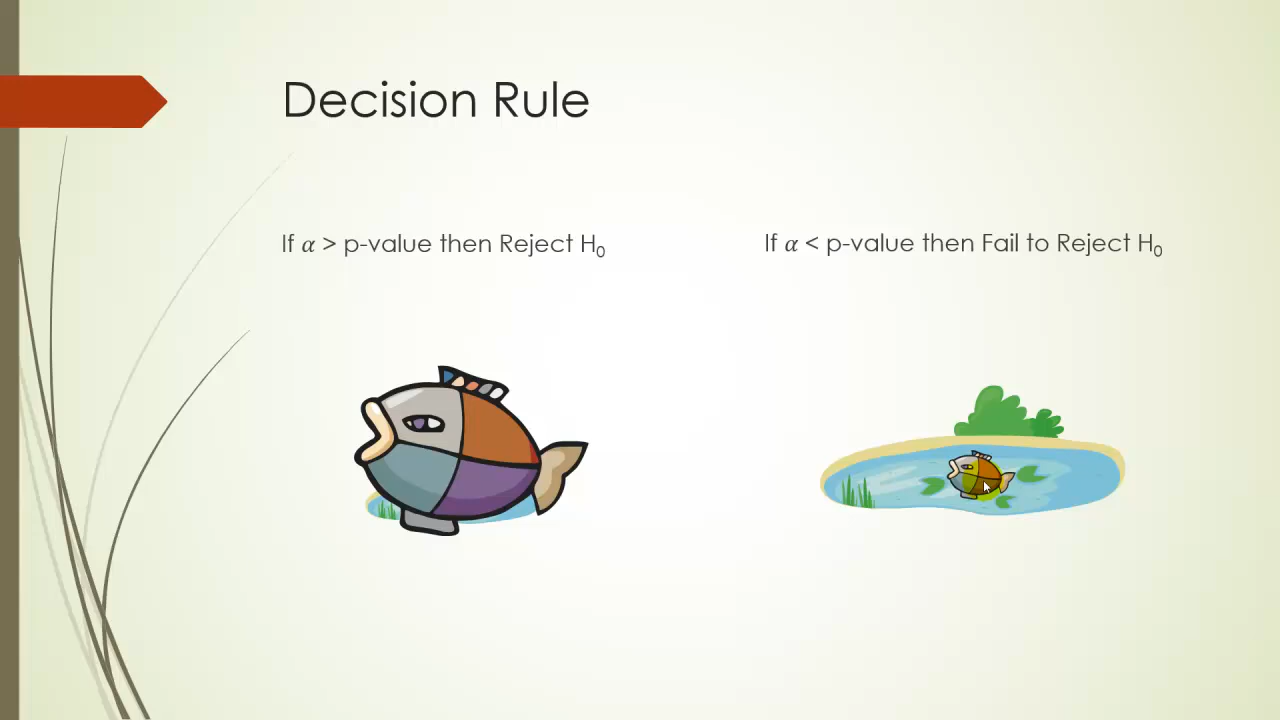 Decision Rule
If 𝛼 > p-value then Reject H₀
If 𝛼 < p-value then Fail to Reject H₀